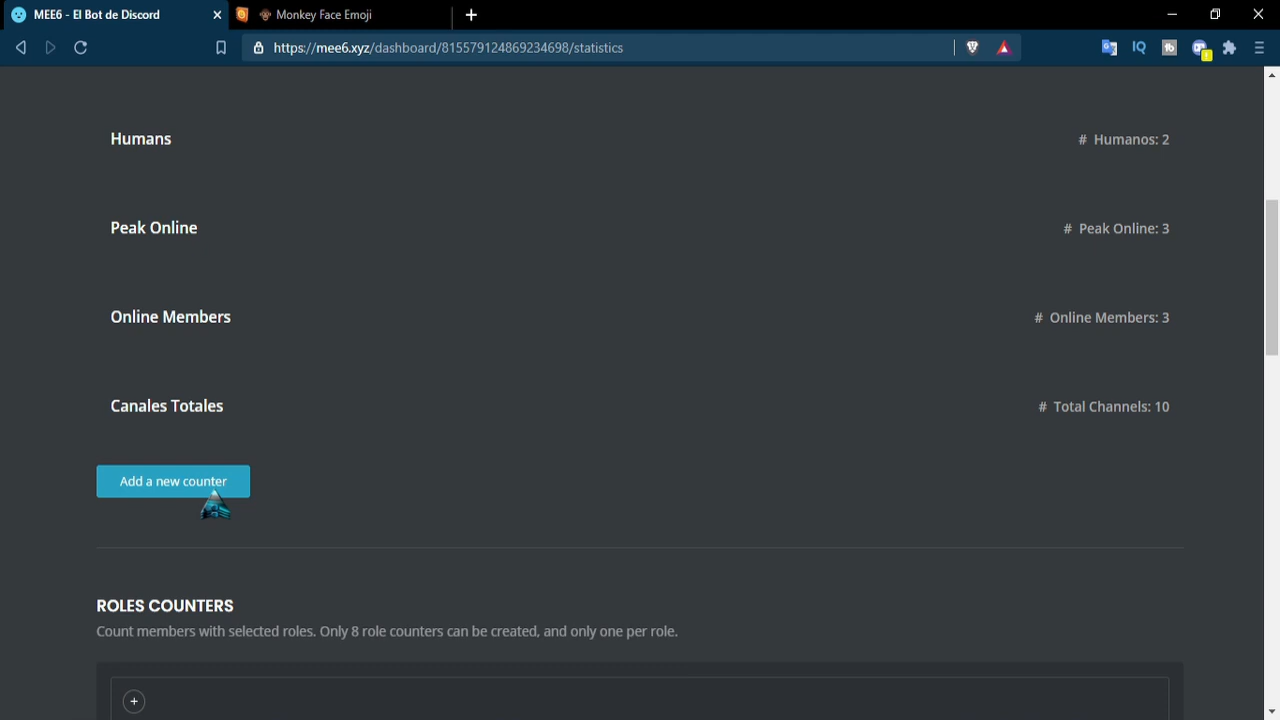 MEE6 - El Bot de Discord
Monkey Face Emoji
https://mee6.xyz/dashboard/815579124869234698/statistics
IQ
1
Humans
# Humanos: 2
Peak Online
# Peak Online: 3
Online Members
# Online Members: 3
Canales Totales
# Total Channels: 10
Add a new counter
ROLES COUNTERS
Count members with selected roles. Only 8 role counters can be created, and only one per role.